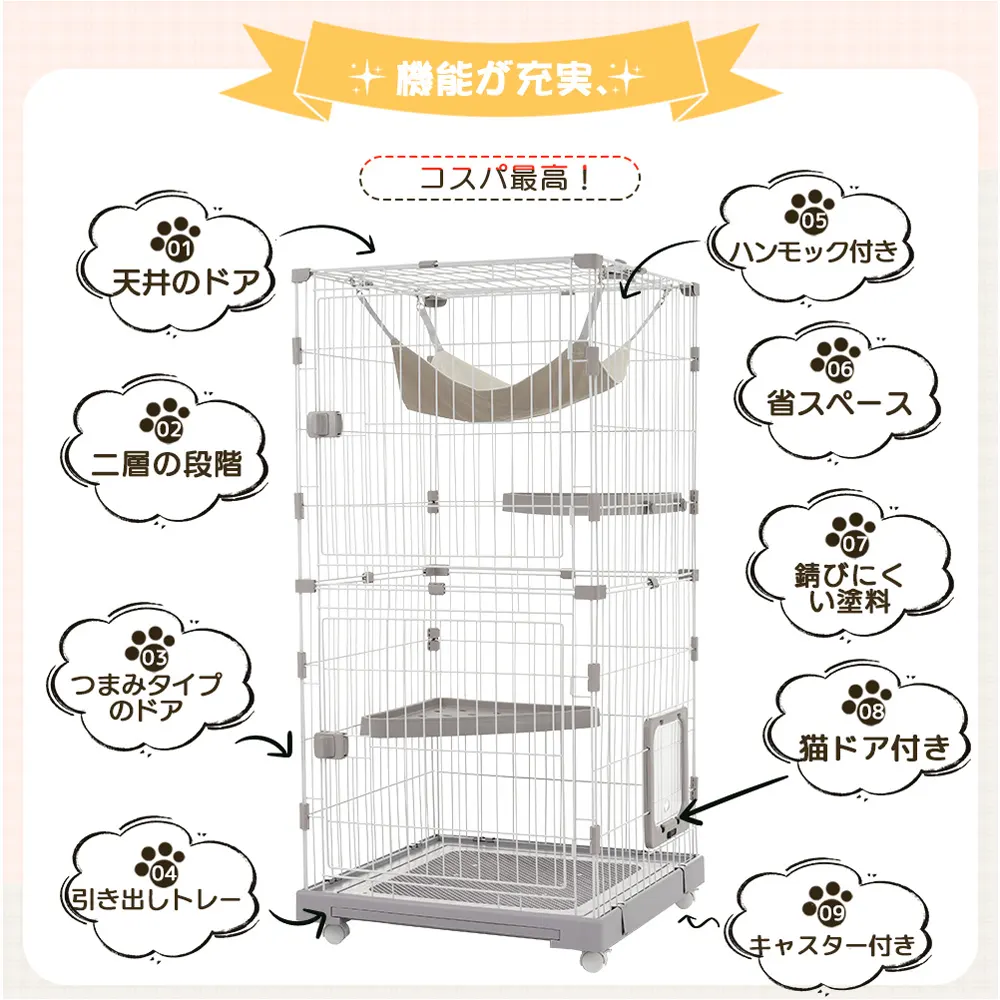 機能が充実、
コスパ最高！
01
天井のドア
02
二層の段階
03
つまみタイプ
のドア
04
引き出しトレー
05
ハンモック付き
06
省スペース
07
錆びにく
い塗料
08
猫ドア付き
09
キャスター付き